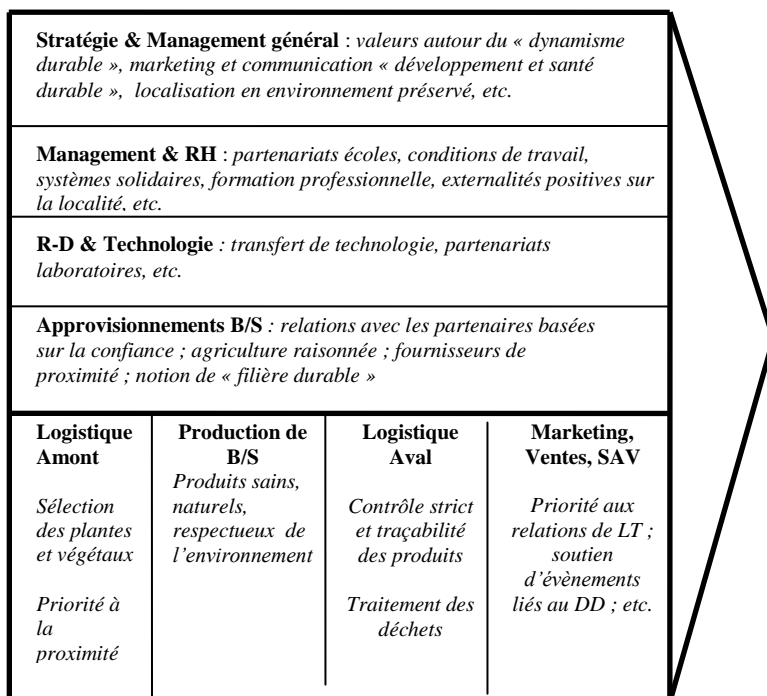 Stratégie & Management général : valeurs autour du « dynamisme
durable », marketing et communication « développement et santé
durable »,  localisation en environnement préservé, etc.
Management & RH : partenariats écoles, conditions de travail,
systèmes solidaires, formation professionnelle, externalités positives sur
la localité, etc.
R-D & Technologie : transfert de technologie, partenariats
laboratoires, etc.
Approvisionnements B/S : relations avec les partenaires basées
sur la confiance ; agriculture raisonnée ; fournisseurs de
proximité ; notion de « filière durable »
Logistique
Amont
Sélection
des plantes
et végétaux
Priorité à
la
proximité
Production de
B/S
Produits sains,
naturels,
respectueux de
l’environnement
Logistique
Aval
Contrôle strict
et traçabilité
des produits
Traitement des
déchets
Marketing,
Ventes, SAV
Priorité aux
relations de LT ;
soutien
d’évènements
liés au DD ; etc.